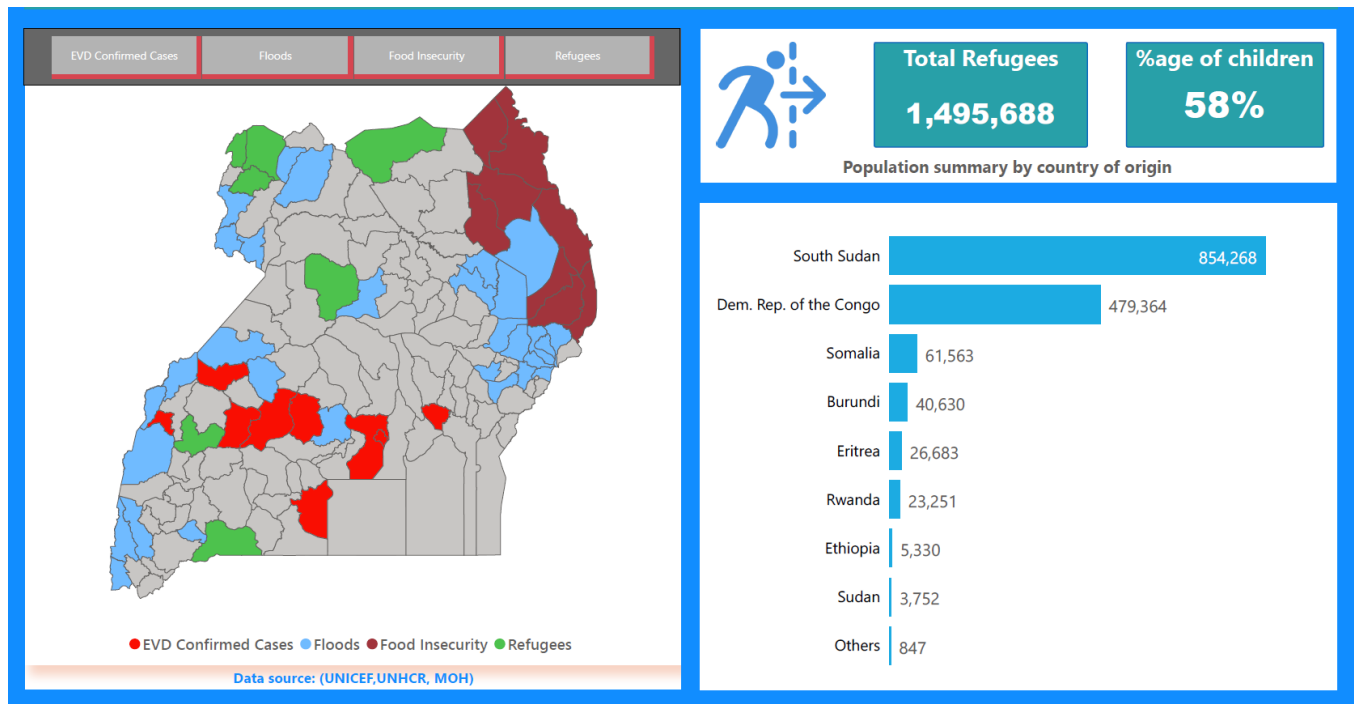 EVD Confirmed Cases
Floods
Food Insecurity
Refugees
EVD Confirmed Cases
Floods
Food Insecurity
Refugees
Data source: (UNICEF,UNHCR, MOH)
Total Refugees
1,495,688
%age of children
58%
Population summary by country of origin
South Sudan 854,268
Dem. Rep. of the Congo 479,364
Somalia 61,563
Burundi 40,630
Eritrea 26,683
Rwanda 23,251
Ethiopia 5,330
Sudan 3,752
Others 847